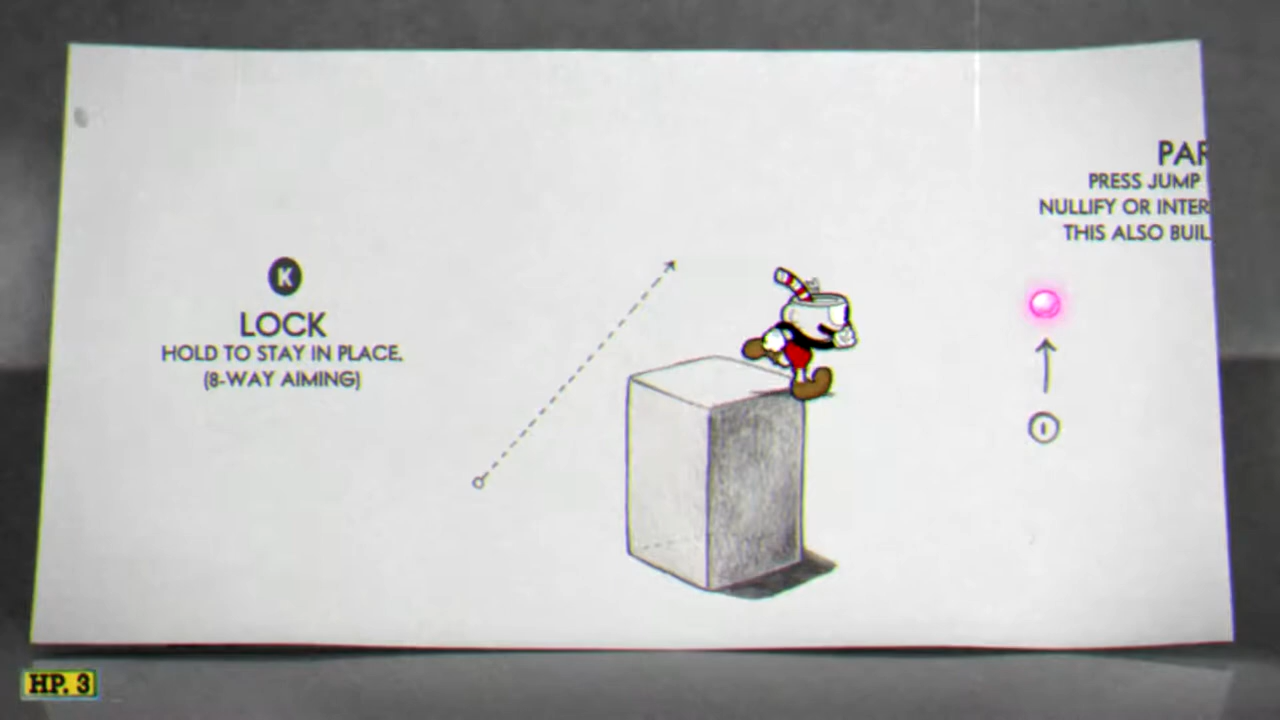 K
LOCK
HOLD TO STAY IN PLACE.
(8-WAY AIMING)
PAR
PRESS JUMP
NULLIFY OR INTER
THIS ALSO BUIL
HP. 3